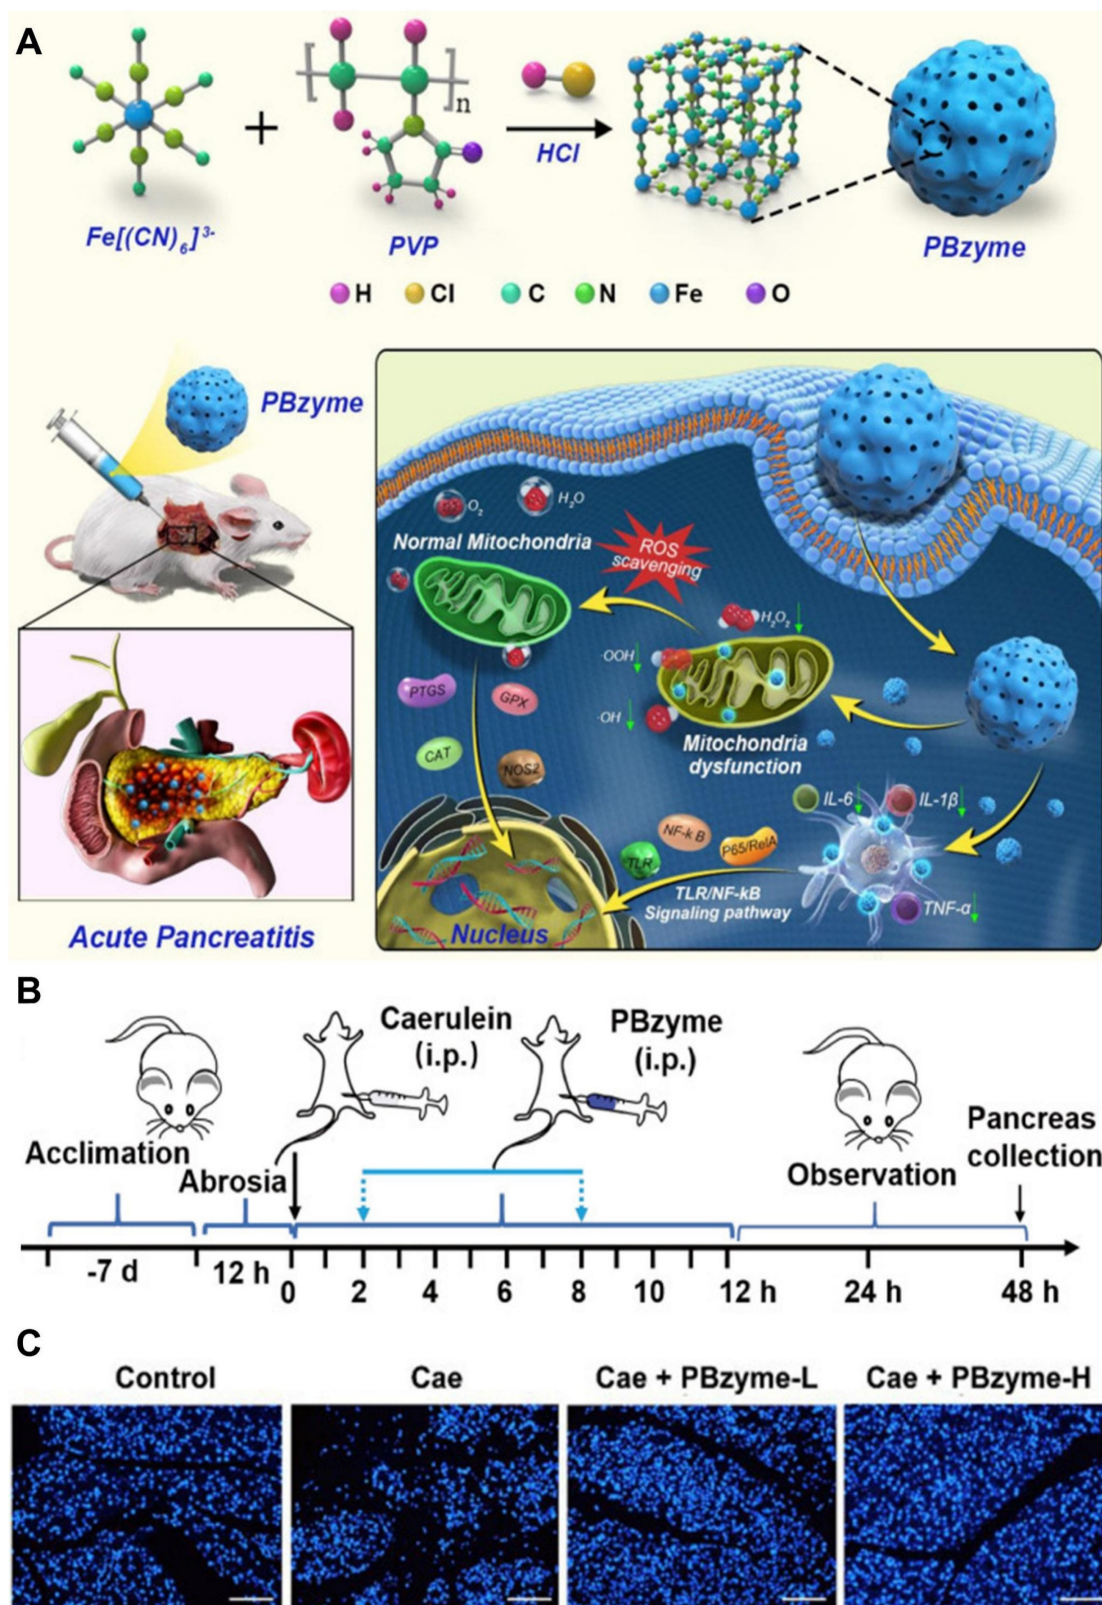 A
n
HCl
Fe[(CN)6]3-
PVP
PBzyme
H Cl C N Fe O
PBzyme
Acute Pancreatitis
O2
H2O
Normal Mitochondria
ROS
scavenging
H2O2
·OOH
·OH
Mitochondria
dysfunction
PTGS
GPX
CAT
NOS2
IL-6
IL-1β
TNF-α
NF-k B
P65/RelA
TLR
TLR/NF-kB
Signaling pathway
Nucleus
B
Caerulein
(i.p.)
PBzyme
(i.p.)
Acclimation
Abrosia
Observation
Pancreas
collection
-7 d 12 h 0 2 4 6 8 10 12 h 24 h 48 h
C
Control Cae Cae + PBzyme-L Cae + PBzyme-H